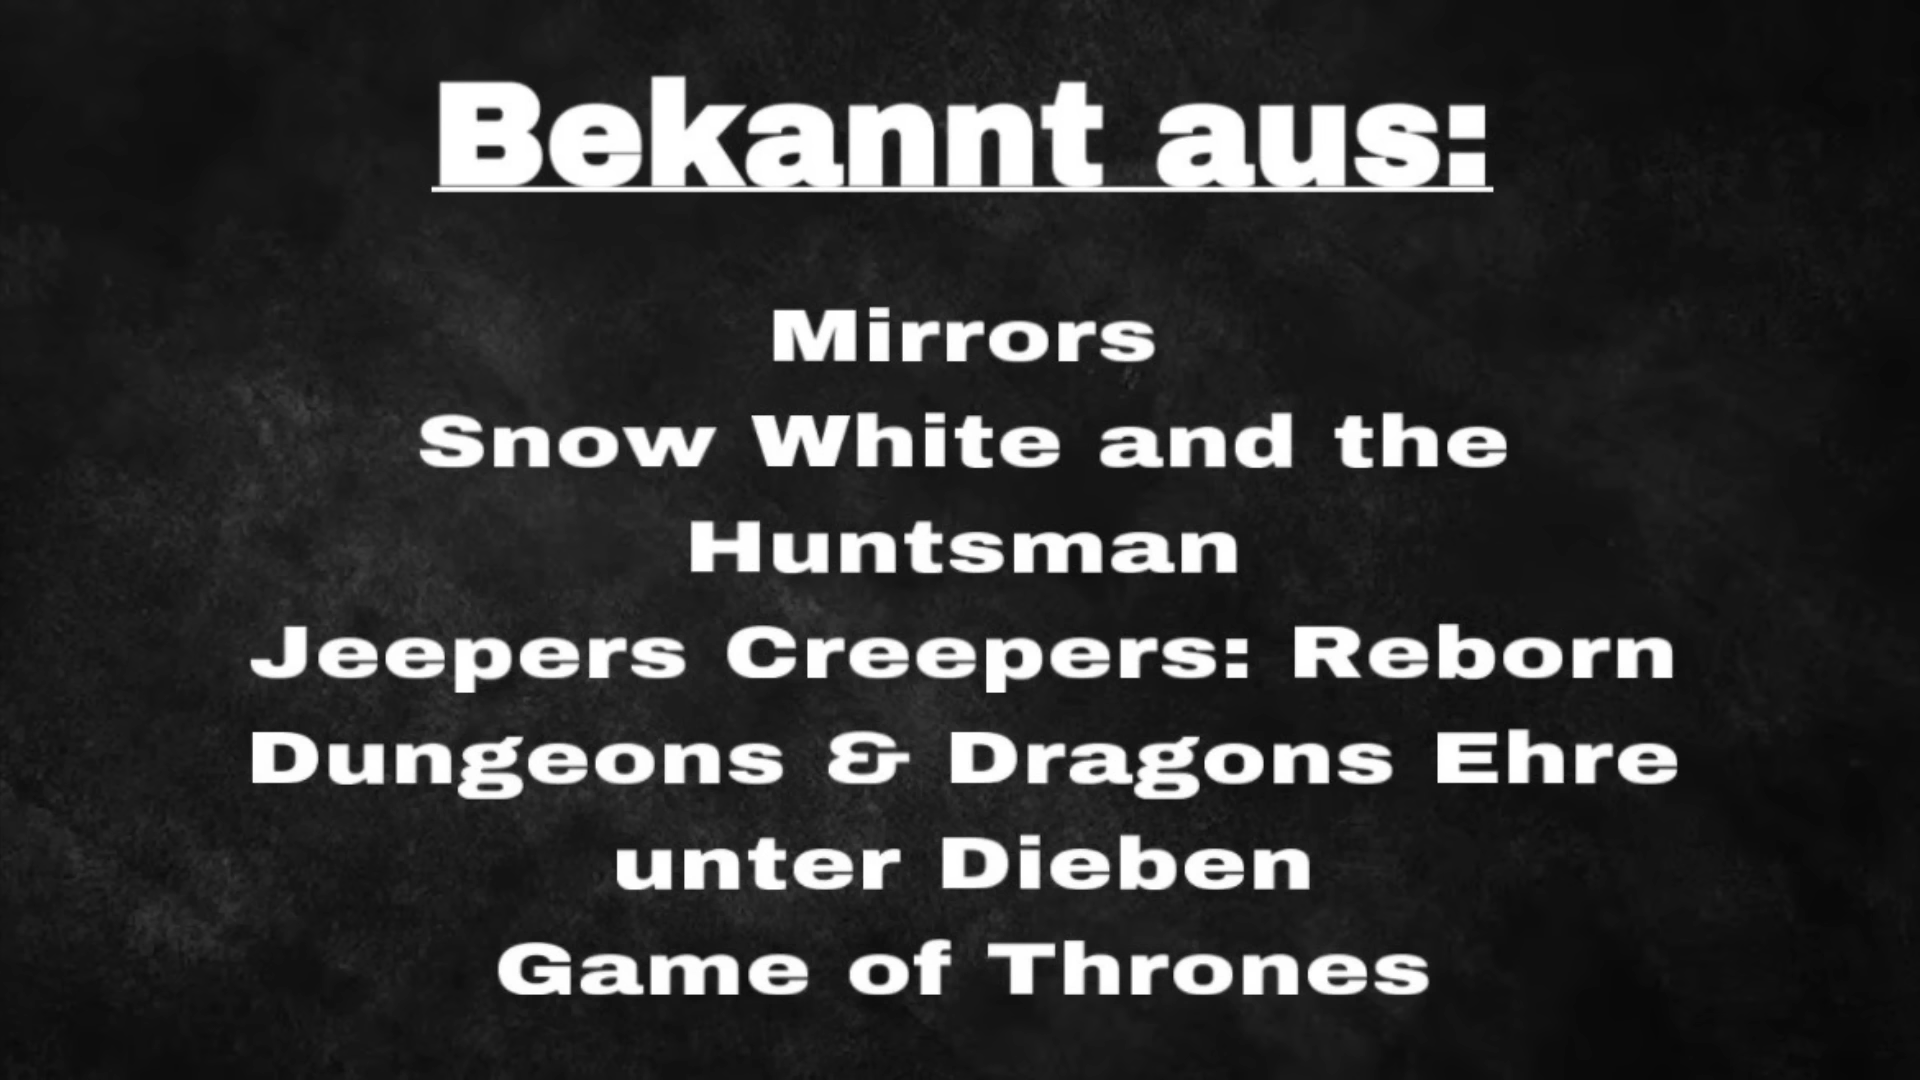 Bekannt aus:
Mirrors
Snow White and the
Huntsman
Jeepers Creepers: Reborn
Dungeons & Dragons Ehre
unter Dieben
Game of Thrones